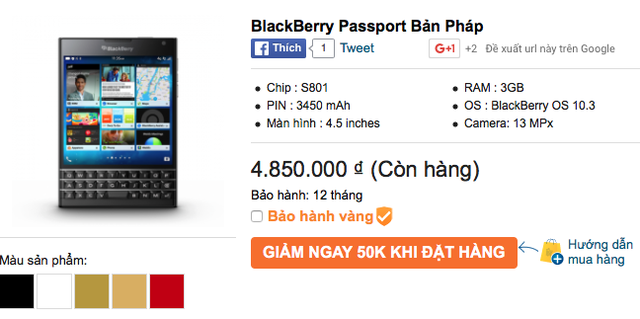 BlackBerry Passport Bản Pháp
Thích 1 Tweet G+1 +2 Đề xuất url này trên Google
Chip : S801
RAM : 3GB
PIN : 3450 mAh
OS : BlackBerry OS 10.3
Màn hình : 4.5 inches
Camera: 13 MPx
4.850.000 ₫ (Còn hàng)
Bảo hành: 12 tháng
Bảo hành vàng
GIẢM NGAY 50K KHI ĐẶT HÀNG
Hướng dẫn
mua hàng
BlackBerry
Màu sản phẩm: